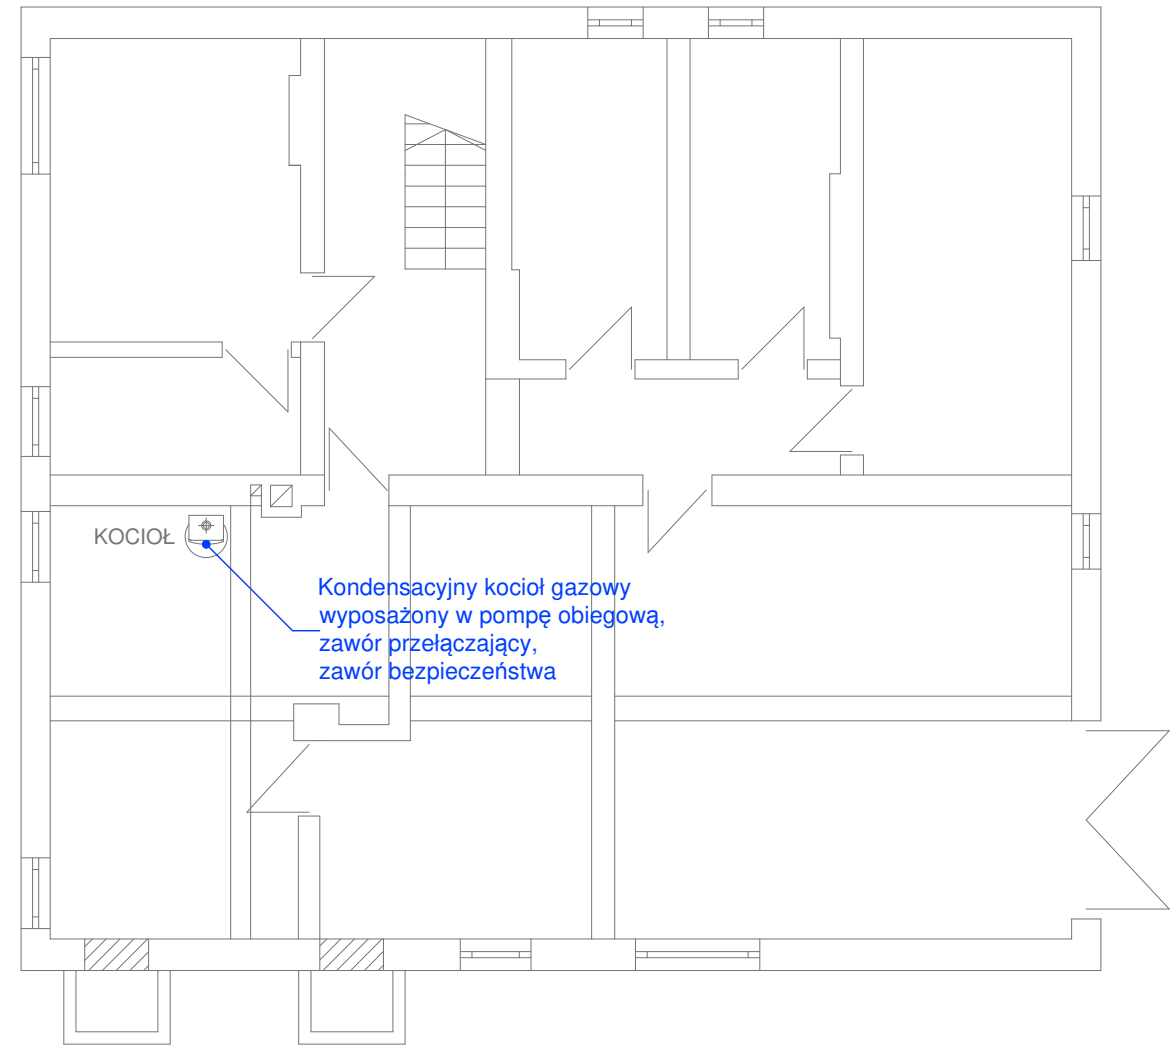 KOCIOŁ
Kondensacyjny kocioł gazowy
wyposażony w pompę obiegową,
zawór przełączający,
zawór bezpieczeństwa